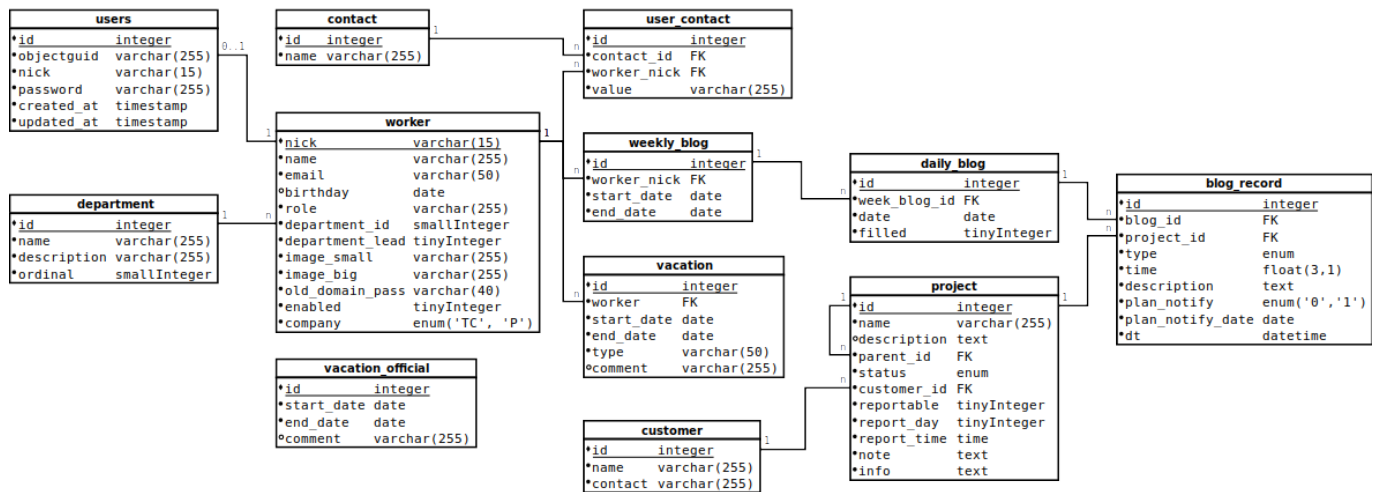 users
id integer
objectguid varchar(255)
nick varchar(15)
password varchar(255)
created_at timestamp
updated_at timestamp
0..1
1
contact
id integer
name varchar(255)
1
n
user_contact
id integer
contact_id FK
worker_nick FK
value varchar(255)
n
worker
nick varchar(15)
name varchar(255)
email varchar(50)
birthday date
role varchar(255)
department_id smallInteger
department_lead tinyInteger
image_small varchar(255)
image_big varchar(255)
old_domain_pass varchar(40)
enabled tinyInteger
company enum('TC', 'P')
1
department
id integer
name varchar(255)
description varchar(255)
ordinal smallInteger
1
n
weekly_blog
id integer
worker_nick FK
start_date date
end_date date
n
1
daily_blog
id integer
week_blog_id FK
date date
filled tinyInteger
n
1
blog_record
id integer
blog_id FK
project_id FK
type enum
time float(3,1)
description text
plan_notify enum('0','1')
plan_notify_date date
dt datetime
n
n
vacation
id integer
worker FK
start_date date
end_date date
type varchar(50)
comment varchar(255)
n
project
id integer
name varchar(255)
description text
parent_id FK
status enum
customer_id FK
reportable tinyInteger
report_day tinyInteger
report_time time
note text
info text
1
1
n
n
vacation_official
id integer
start_date date
end_date date
comment varchar(255)
customer
id integer
name varchar(255)
contact varchar(255)
1